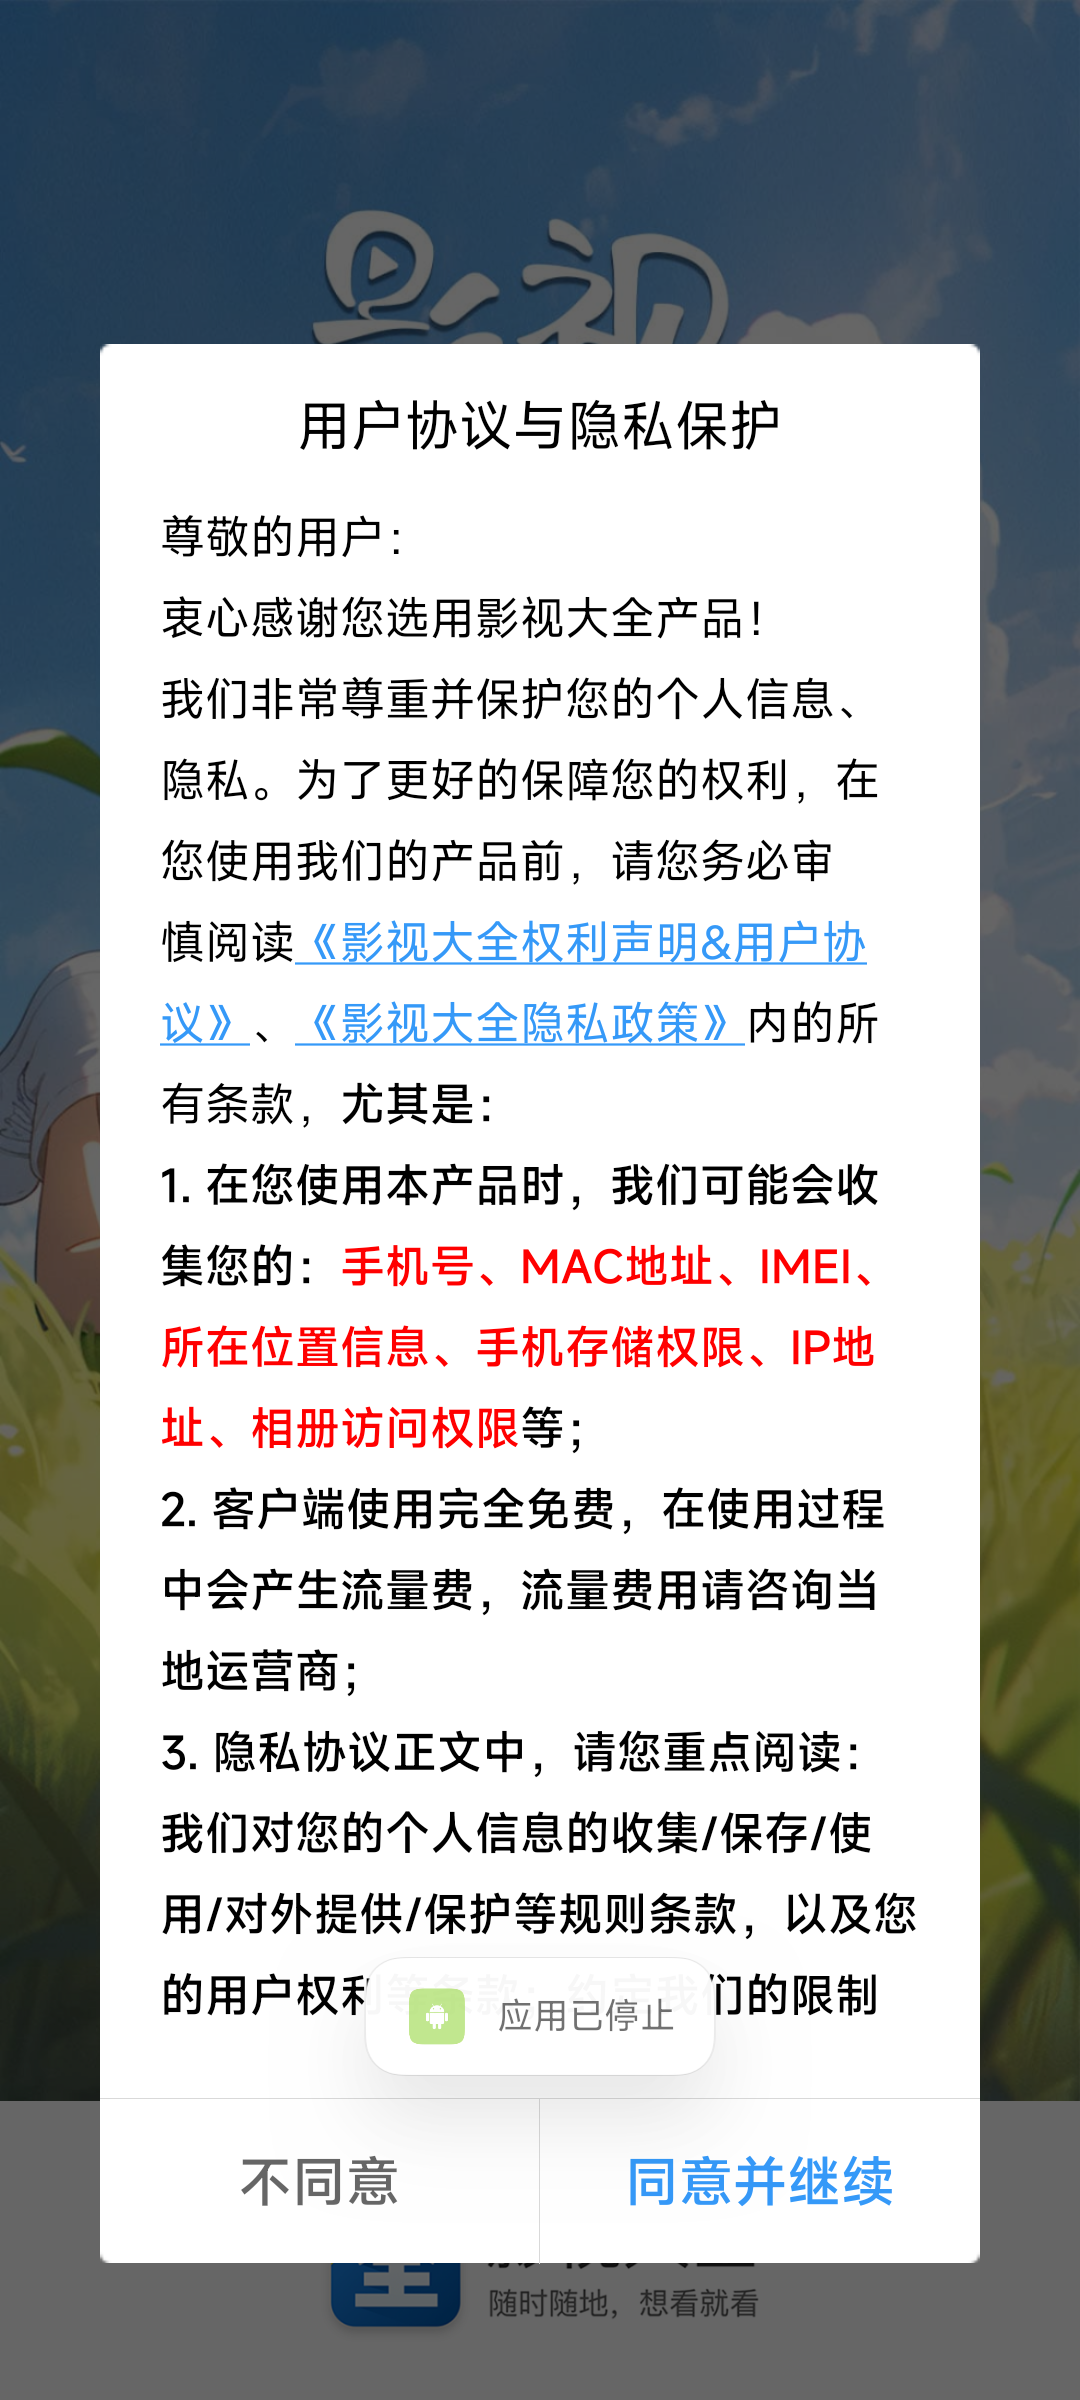 影视
用户协议与隐私保护
尊敬的用户：
衷心感谢您选用影视大全产品！
我们非常尊重并保护您的个人信息、
隐私。为了更好的保障您的权利，在
您使用我们的产品前，请您务必审
慎阅读《影视大全权利声明&用户协
议》、《影视大全隐私政策》内的所
有条款，尤其是：
1. 在您使用本产品时，我们可能会收
集您的：手机号、MAC地址、IMEI、
所在位置信息、手机存储权限、IP地
址、相册访问权限等；
2. 客户端使用完全免费，在使用过程
中会产生流量费，流量费用请咨询当
地运营商；
3. 隐私协议正文中，请您重点阅读：
我们对您的个人信息的收集/保存/使
用/对外提供/保护等规则条款，以及您
的用户权利等条款；约定我们的限制
应用已停止
不同意
同意并继续
随时随地，想看就看